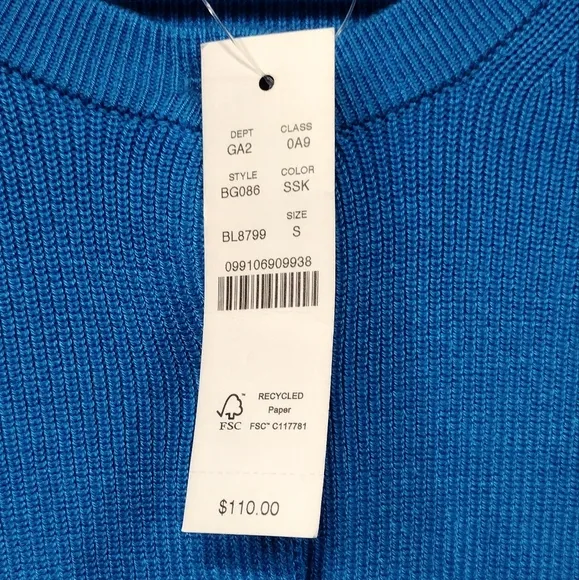 DEPT CLASS
GA2 0A9
STYLE COLOR
BG086 SSK
SIZE
BL8799 S
099106909938
RECYCLED
Paper
FSC FSC™ C117781
$110.00